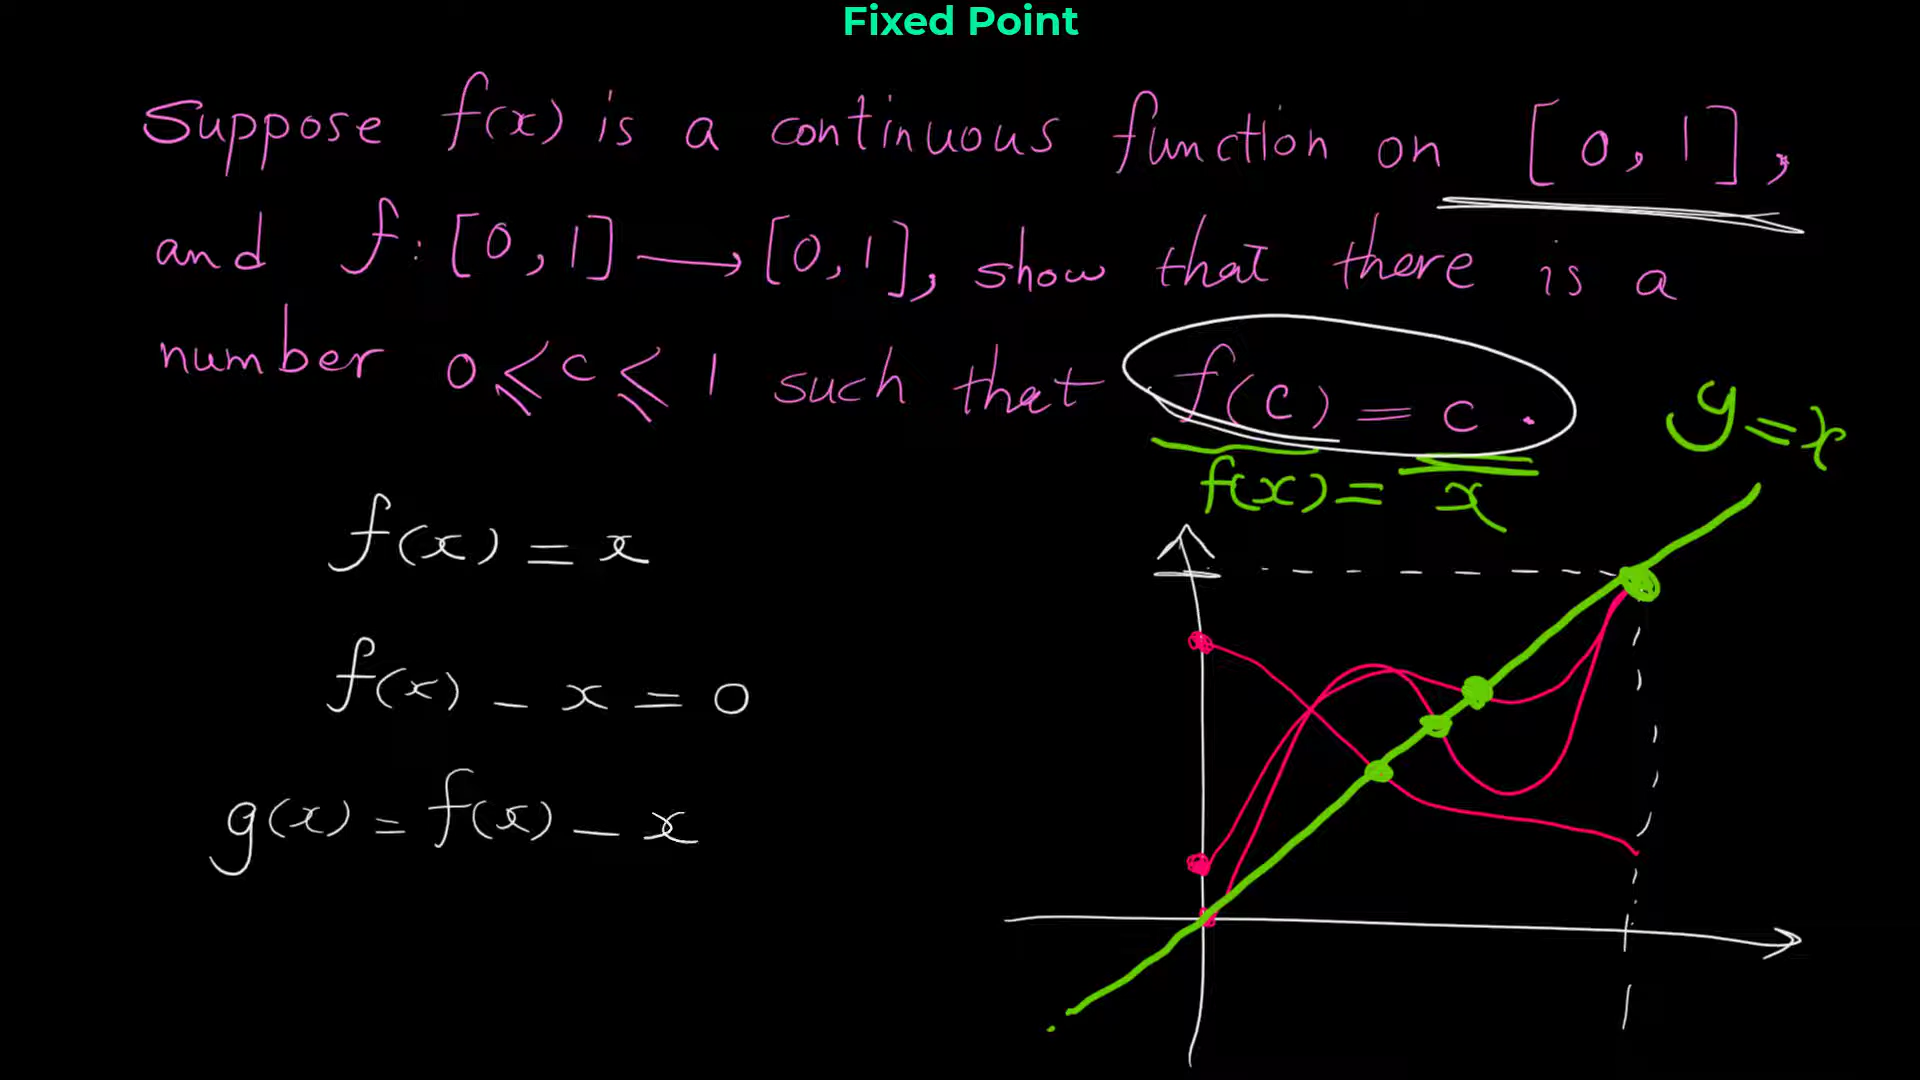 Fixed Point
Suppose f(x) is a continuous function on [0, 1],
and f: [0, 1] ⟶ [0, 1], show that there is a
number 0 ⩽ c ⩽ 1 such that f(c) = c.
y = x
f(x) = x
f(x) = x
f(x) - x = 0
g(x) = f(x) - x